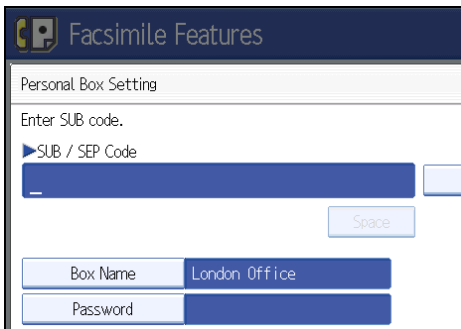 Facsimile Features
Personal Box Setting
Enter SUB code.
▶SUB / SEP Code
_
Space
Box Name London Office
Password